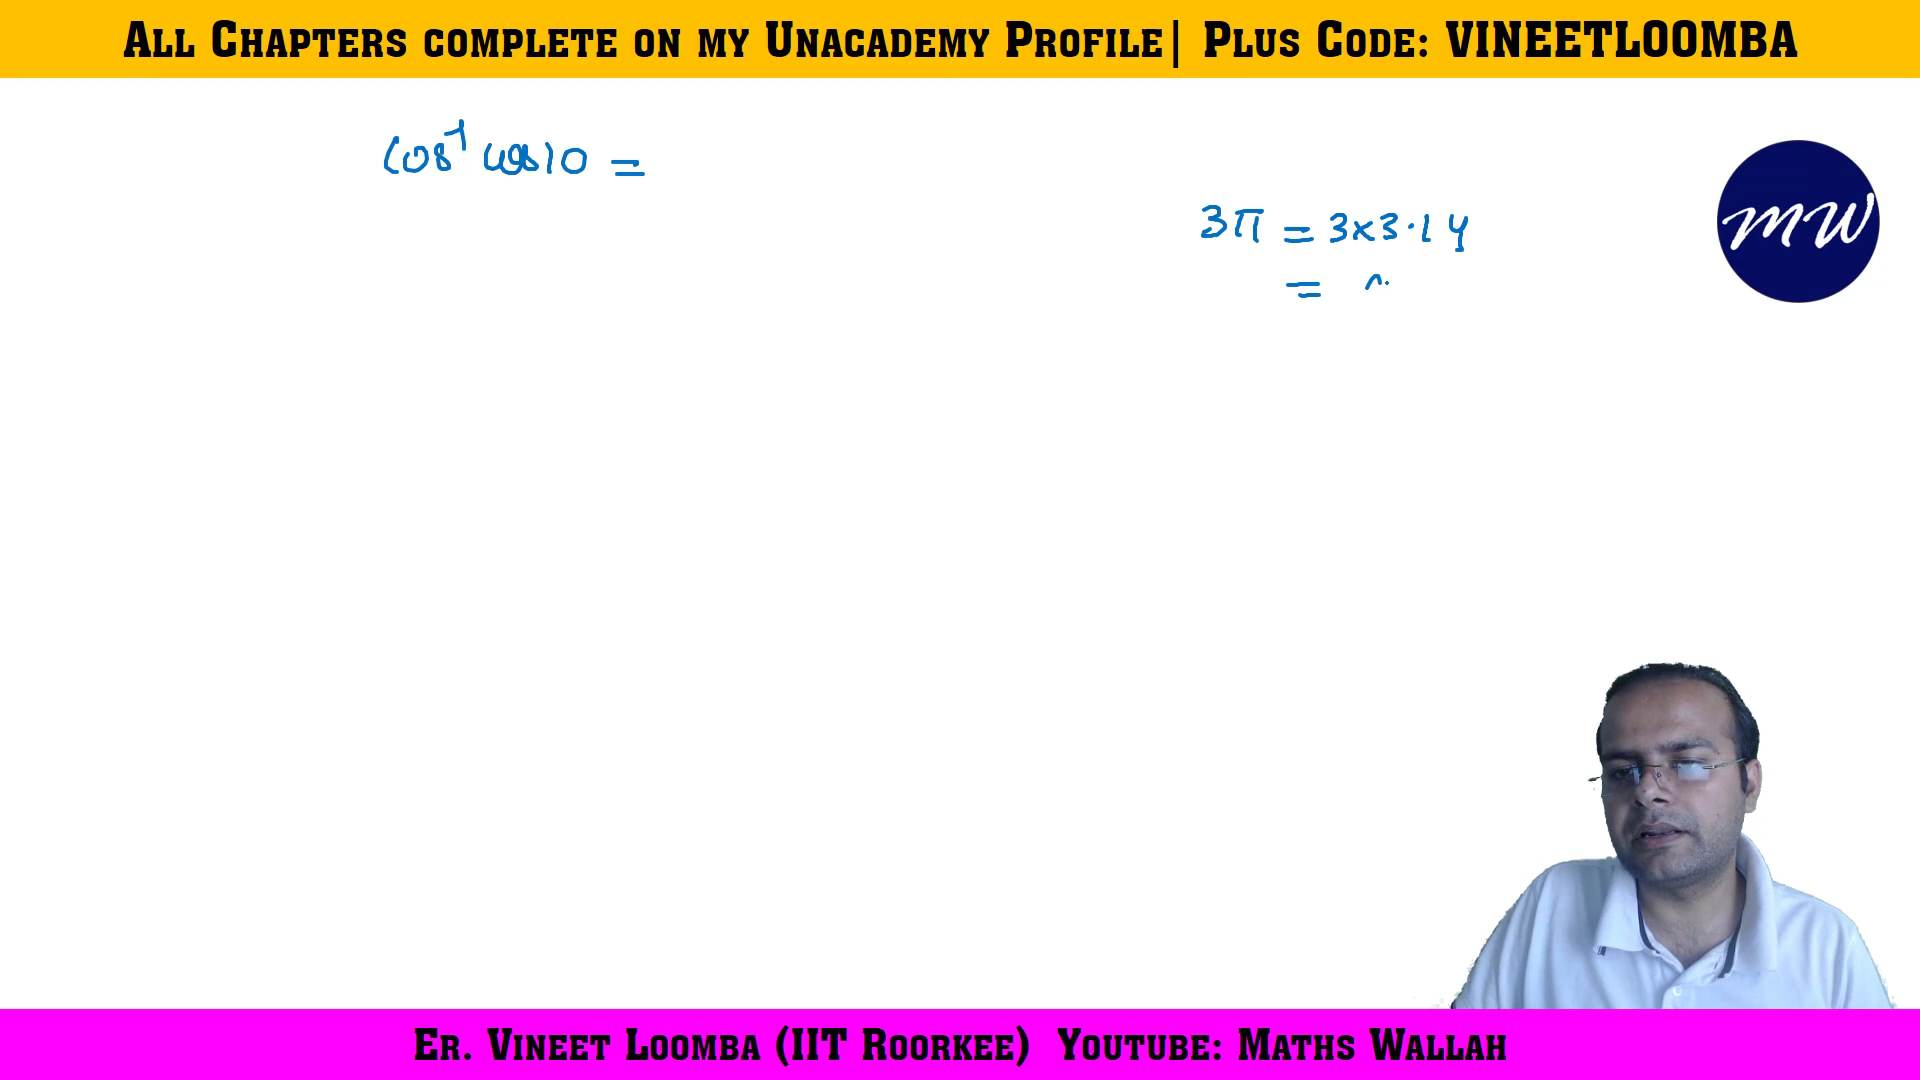 ALL CHAPTERS COMPLETE ON MY UNACADEMY PROFILE| PLUS CODE: VINEETLOOMBA
cos⁻¹ cos10 =
3π = 3×3.14
=
MW
ER. VINEET LOOMBA (IIT ROORKEE) YOUTUBE: MATHS WALLAH